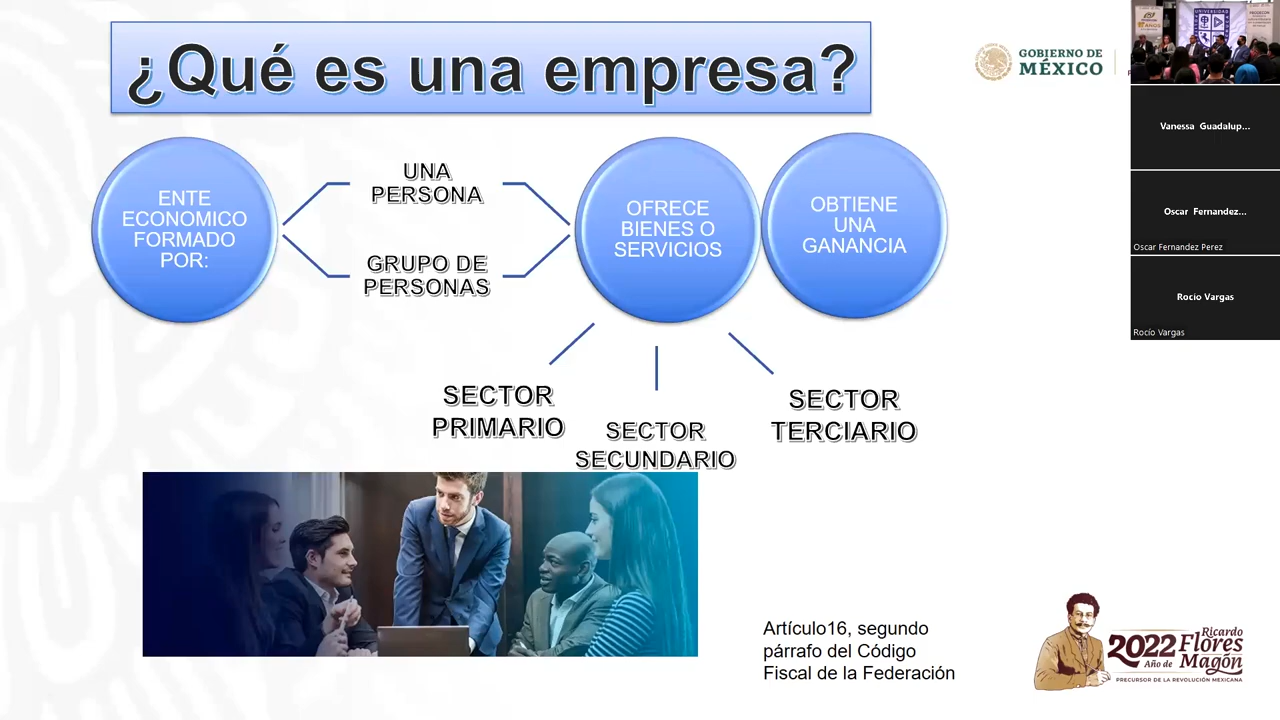 ¿Qué es una empresa?
GOBIERNO DE
MÉXICO
UNIVERSIDAD
ENTE
ECONOMICO
FORMADO
POR:
UNA
PERSONA
GRUPO DE
PERSONAS
OFRECE
BIENES O
SERVICIOS
OBTIENE
UNA
GANANCIA
SECTOR
PRIMARIO
SECTOR
SECUNDARIO
SECTOR
TERCIARIO
Artículo16, segundo
párrafo del Código
Fiscal de la Federación
2022
Año de
Ricardo
Flores
Magón
PRECURSOR DE LA REVOLUCIÓN MEXICANA
Vanessa Guadalup...
Oscar Fernandez...
Oscar Fernandez Perez
Rocio Vargas
Rocío Vargas